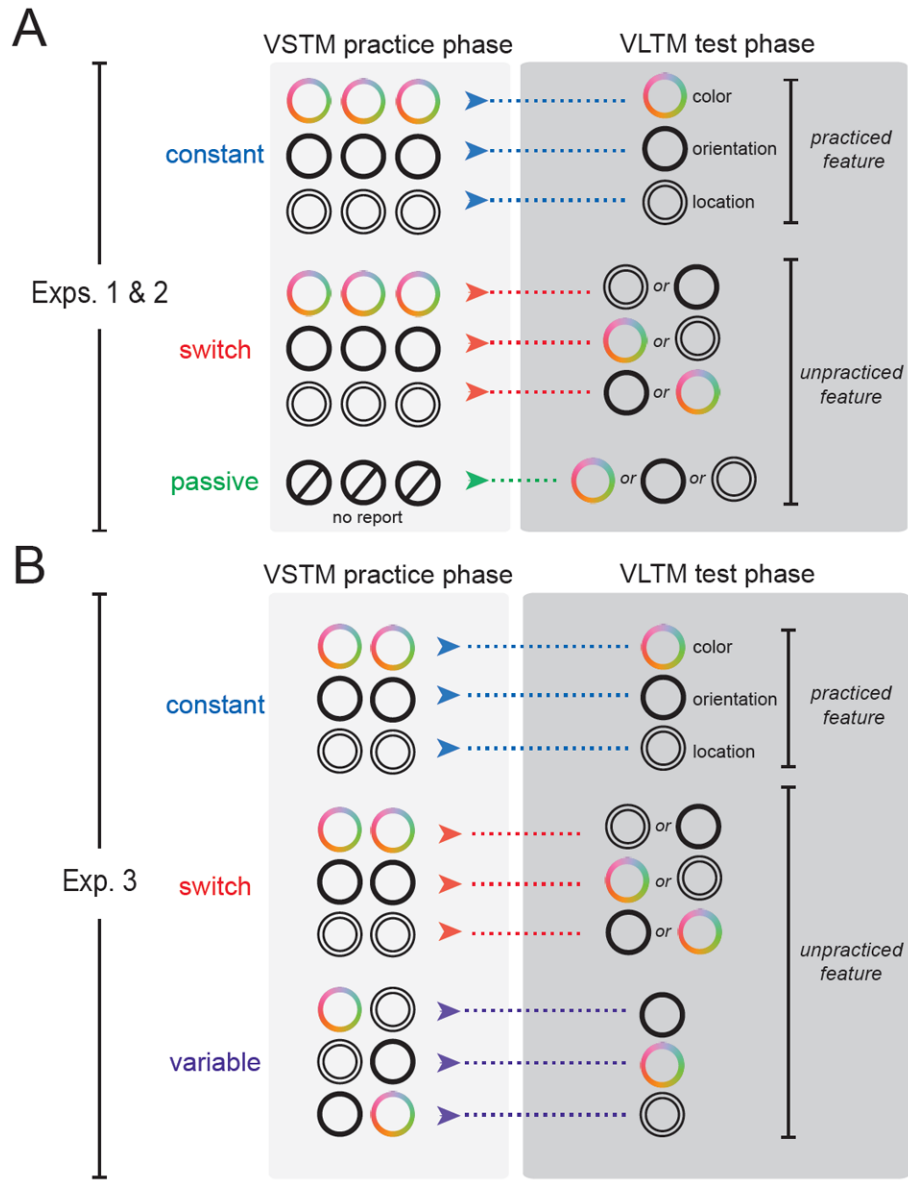 A
VSTM practice phase
VLTM test phase
color
constant
orientation
practiced
feature
location
Exps. 1 & 2
or
switch
or
or
unpracticed
feature
passive
or
or
no report
B
VSTM practice phase
VLTM test phase
color
constant
orientation
practiced
feature
location
or
Exp. 3
switch
or
or
unpracticed
feature
variable